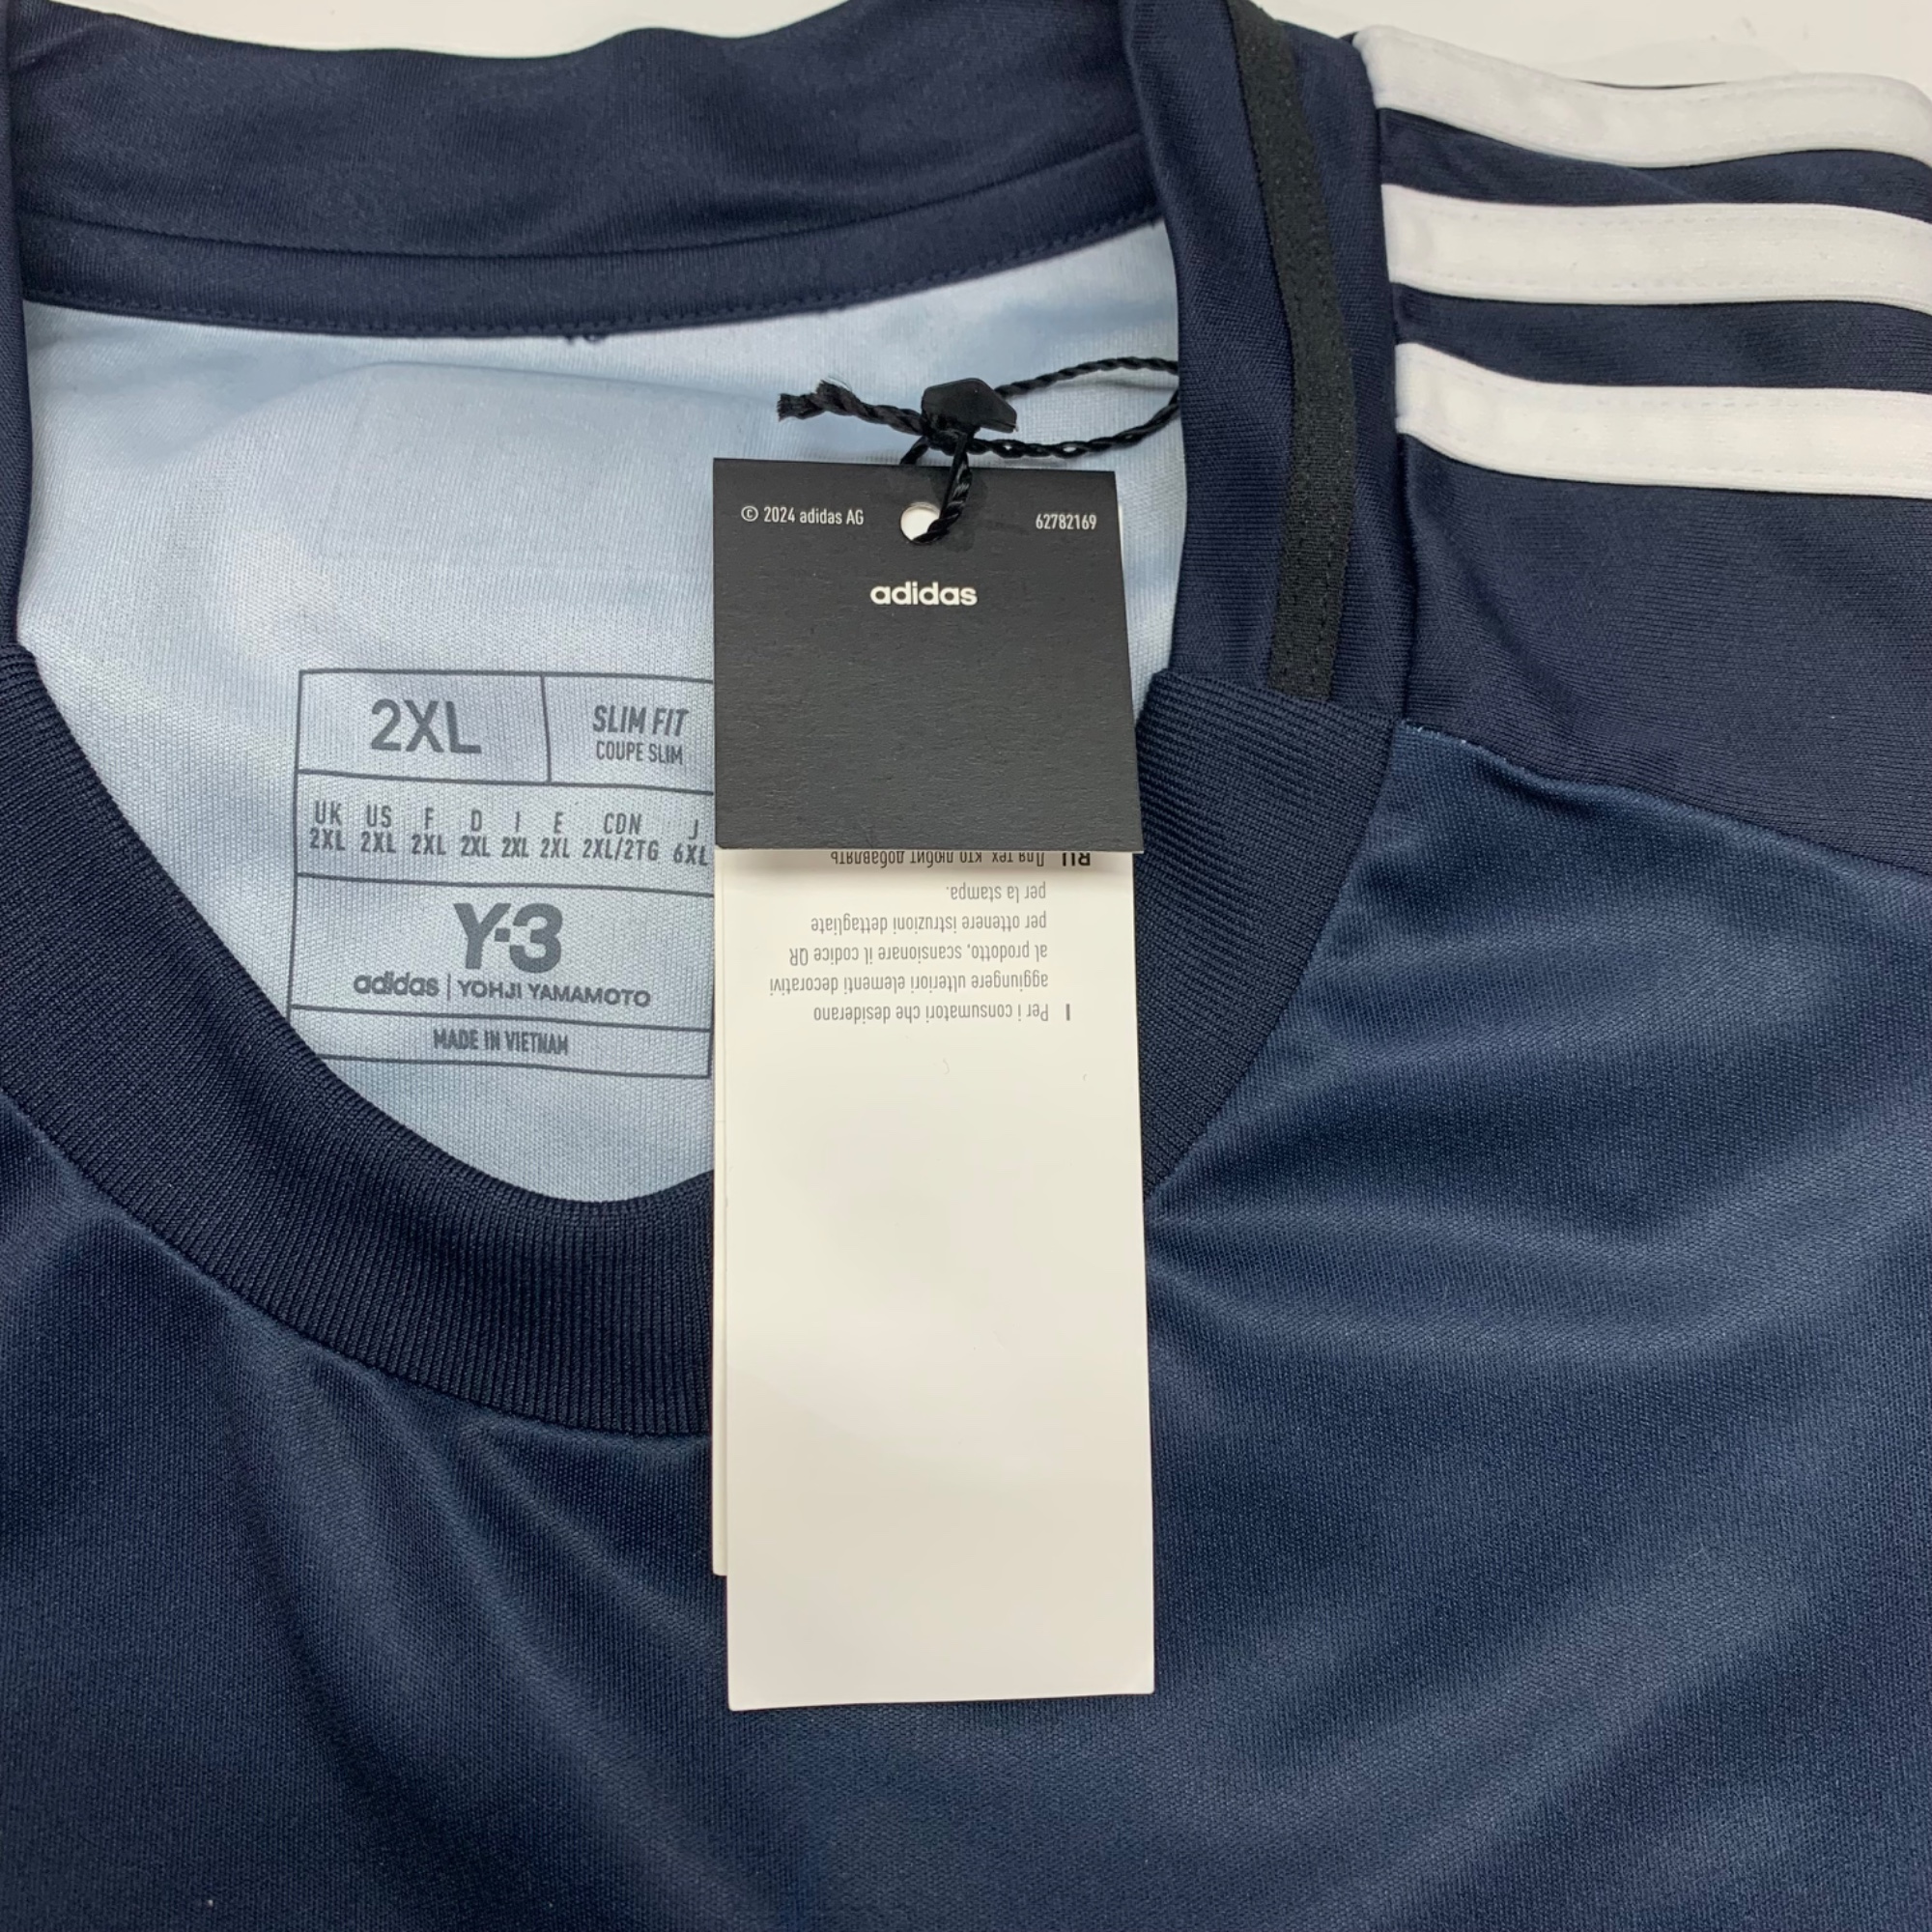 © 2024 adidas AG 62782169
adidas
2XL
SLIM FIT
COUPE SLIM
UK US F D I E CDN J
2XL 2XL 2XL 2XL 2XL 2XL 2XL/2TG 6XL
Y-3
adidas | YOHJI YAMAMOTO
MADE IN VIETNAM
I Per i consumatori che desiderano
aggiungere ulteriori elementi decorativi
al prodotto, scansionare il codice QR
per ottenere istruzioni dettagliate
per la stampa.
RU Для тех, кто любит добавлять